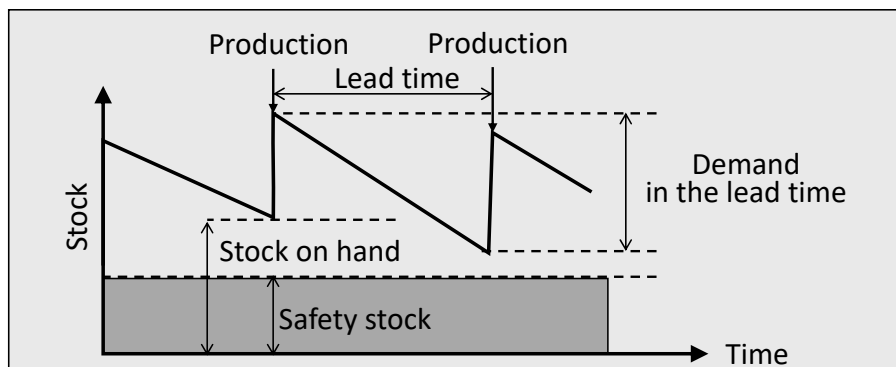 Production
Production
Lead time
Demand
in the lead time
Stock
Stock on hand
Safety stock
Time